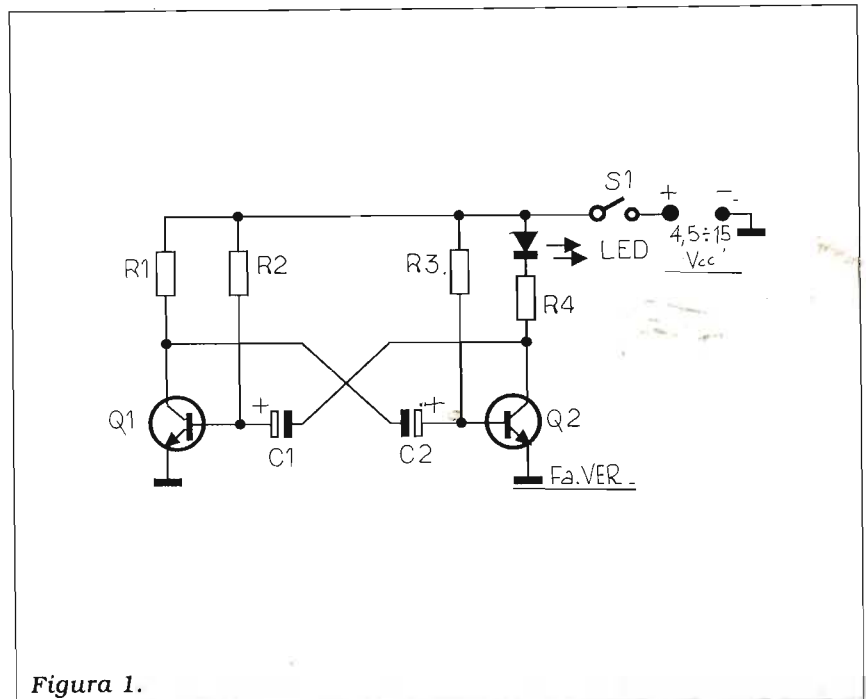 S1
+
-
4,5÷15
Vcc
LED
R1
R2
R3
R4
Q1
+
C1
+
C2
Q2
Fa.VER
Figura 1.